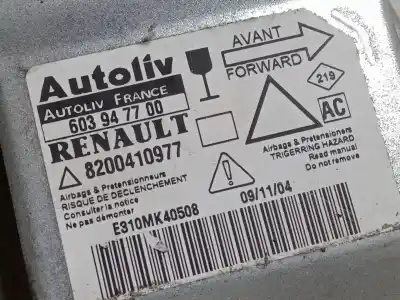 Autoliv
AUTOLIV FRANCE
603 94 77 00
RENAULT
8200410977
Airbags & Pretensionneurs
RISQUE DE DECLENCHEMENT
Consulter la notice
Ne pas démonter
E310MK40508
AVANT
FORWARD
219
AC
Airbags & Pretensioners
TRIGERRING HAZARD
Read manual
Do not remove
09/11/04